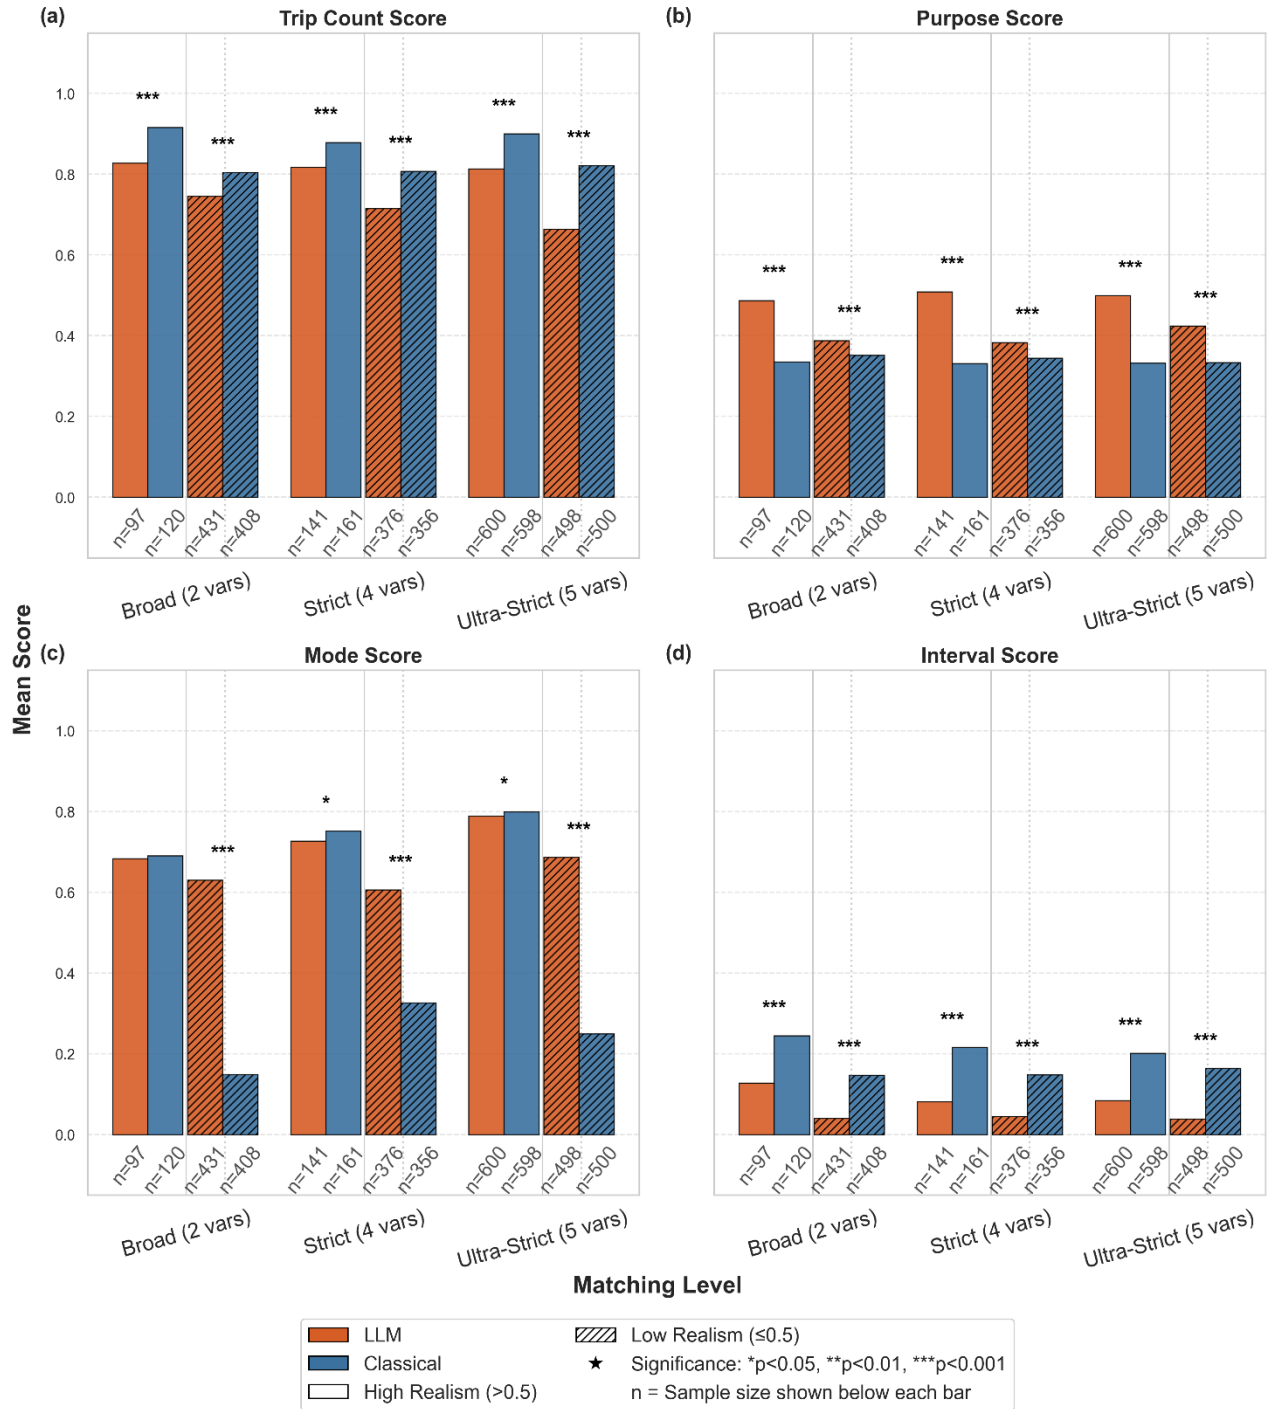 (a)
Trip Count Score
1.0
0.8
0.6
0.4
0.2
0.0
***
***
***
***
***
***
n=97
n=120
n=431
n=408
n=141
n=161
n=376
n=356
n=600
n=598
n=498
n=500
Broad (2 vars)
Strict (4 vars)
Ultra-Strict (5 vars)
(b)
Purpose Score
***
***
***
***
***
***
n=97
n=120
n=431
n=408
n=141
n=161
n=376
n=356
n=600
n=598
n=498
n=500
Broad (2 vars)
Strict (4 vars)
Ultra-Strict (5 vars)
Mean Score
(c)
Mode Score
1.0
0.8
0.6
0.4
0.2
0.0
***
*
***
*
***
n=97
n=120
n=431
n=408
n=141
n=161
n=376
n=356
n=600
n=598
n=498
n=500
Broad (2 vars)
Strict (4 vars)
Ultra-Strict (5 vars)
(d)
Interval Score
***
***
***
***
***
***
n=97
n=120
n=431
n=408
n=141
n=161
n=376
n=356
n=600
n=598
n=498
n=500
Broad (2 vars)
Strict (4 vars)
Ultra-Strict (5 vars)
Matching Level
LLM
Classical
High Realism (>0.5)
Low Realism (≤0.5)
★ Significance: *p<0.05, **p<0.01, ***p<0.001
n = Sample size shown below each bar